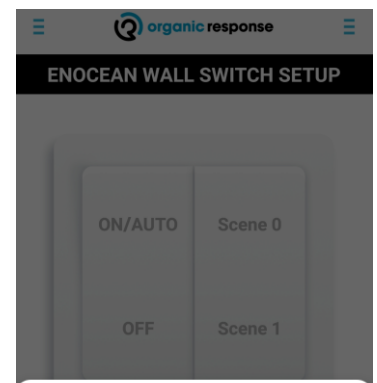 organic response
ENOCEAN WALL SWITCH SETUP
ON/AUTO Scene 0
OFF Scene 1